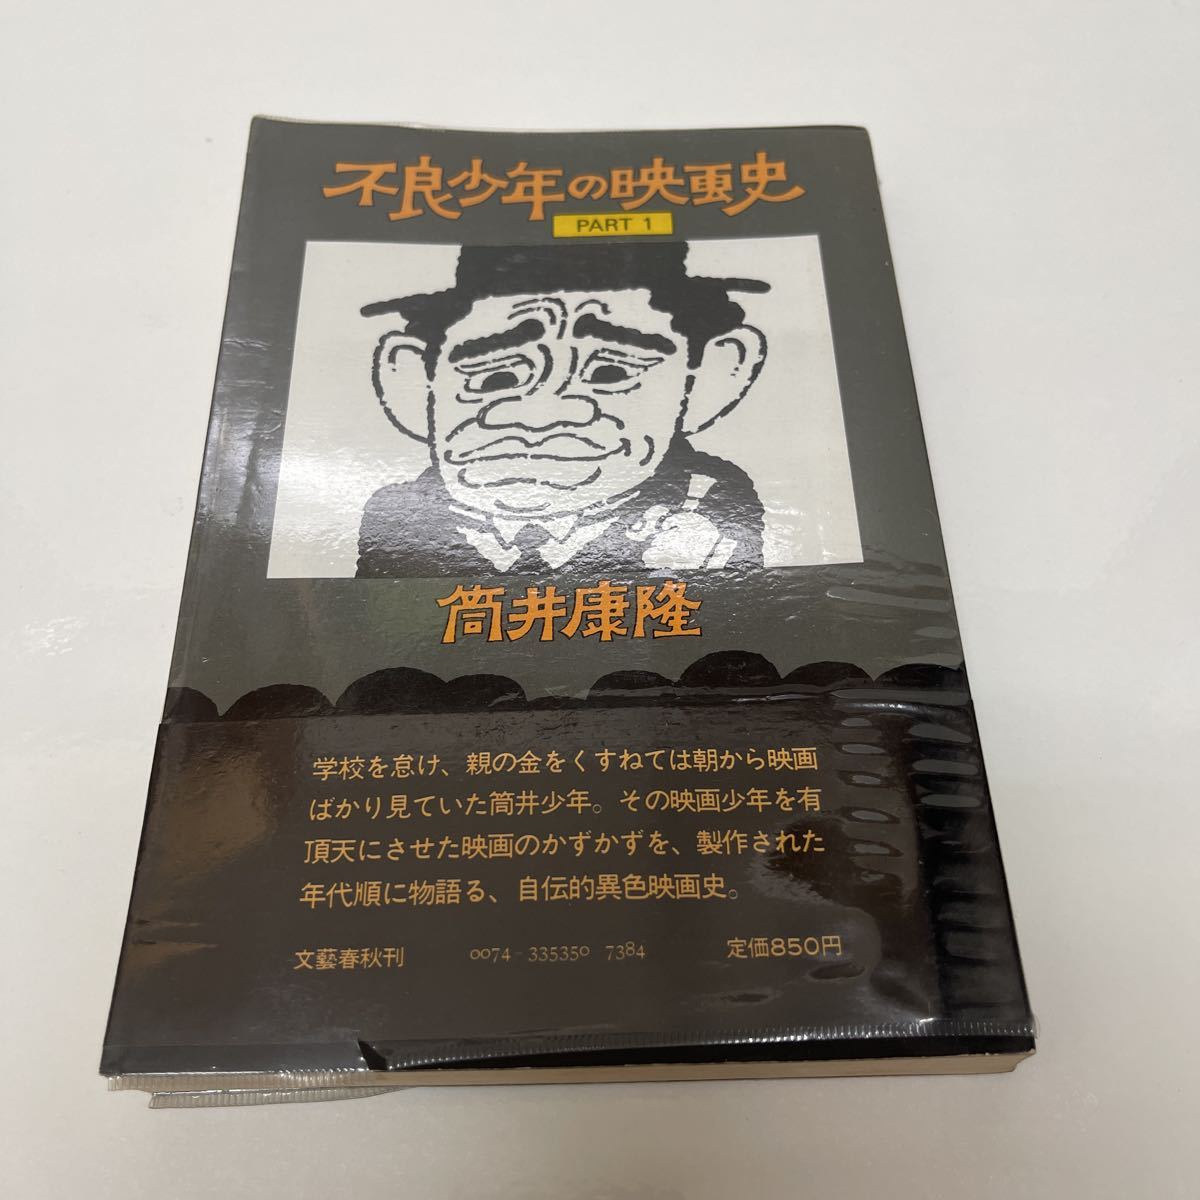 不良少年の映画史
PART 1
筒井康隆
学校を怠け、親の金をくすねては朝から映画
ばかり見ていた筒井少年。その映画少年を有
頂天にさせた映画のかずかずを、製作された
年代順に物語る、自伝的異色映画史。
文藝春秋刊 0074-335350 7384 定価850円